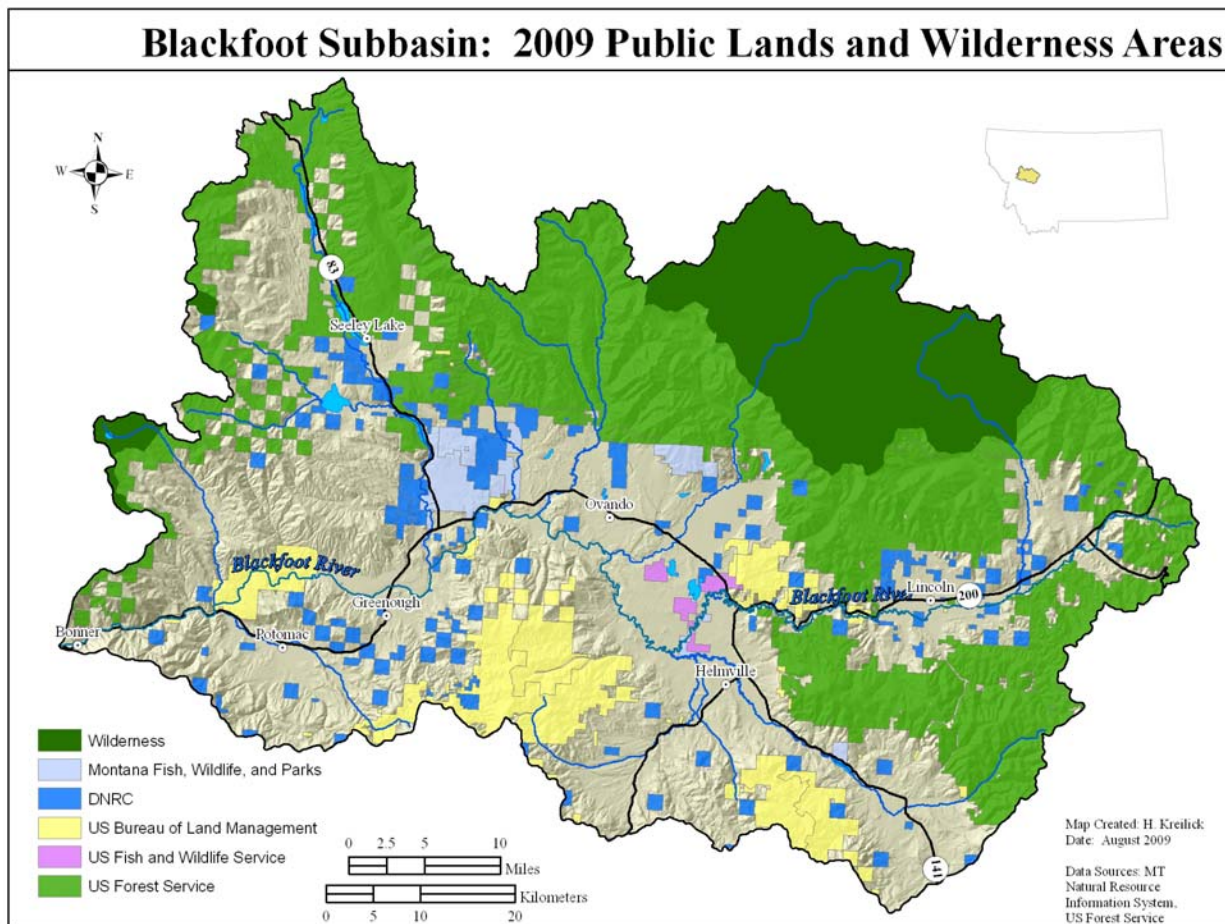 Blackfoot Subbasin: 2009 Public Lands and Wilderness Areas
N
W E
S
83
Seeley Lake
Ovando
Blackfoot River
Blackfoot River
Lincoln
200
Greenough
Bonner
Potomac
Helmville
141
Wilderness
Montana Fish, Wildlife, and Parks
DNRC
US Bureau of Land Management
US Fish and Wildlife Service
US Forest Service
0 2.5 5 10
Miles
Kilometers
0 5 10 20
Map Created: H. Kreilick
Date: August 2009
Data Sources: MT
Natural Resource
Information System,
US Forest Service